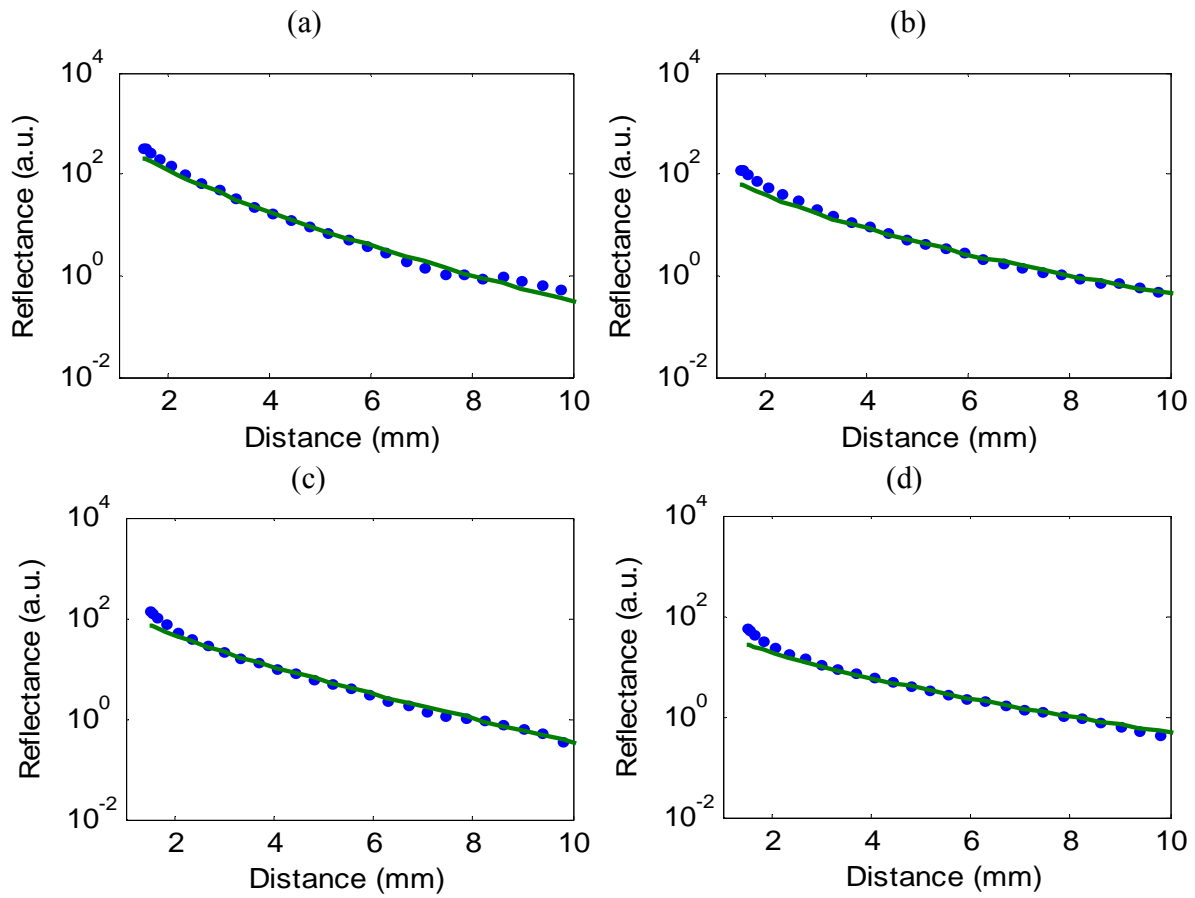 (a) (b)
10^4 10^4
Reflectance (a.u.) Reflectance (a.u.)
10^2 10^2
10^0 10^0
10^-2 10^-2
2 4 6 8 10 2 4 6 8 10
Distance (mm) Distance (mm)
(c) (d)
10^4 10^4
Reflectance (a.u.) Reflectance (a.u.)
10^2 10^2
10^0 10^0
10^-2 10^-2
2 4 6 8 10 2 4 6 8 10
Distance (mm) Distance (mm)